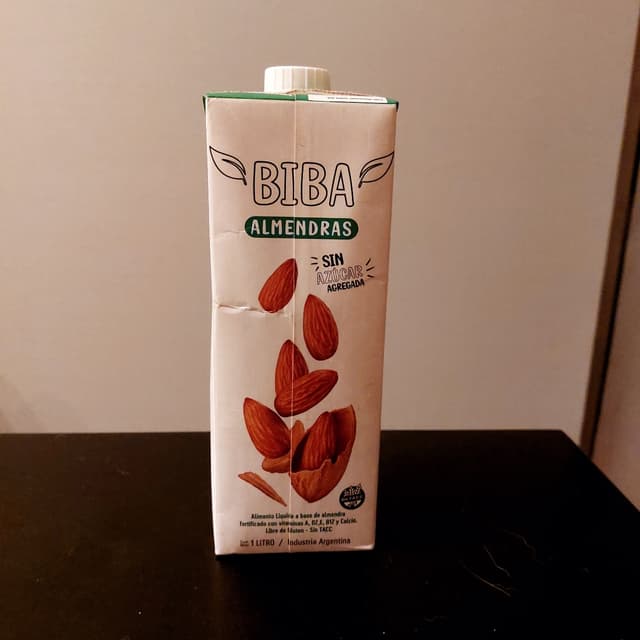 BIBA
ALMENDRAS
SIN
AZÚCAR
AGREGADA
Alimento Líquido a base de almendra
fortificado con vitaminas A, D2, E, B12 y Calcio.
Libre de Gluten - Sin TACC
1 LITRO / Industria Argentina